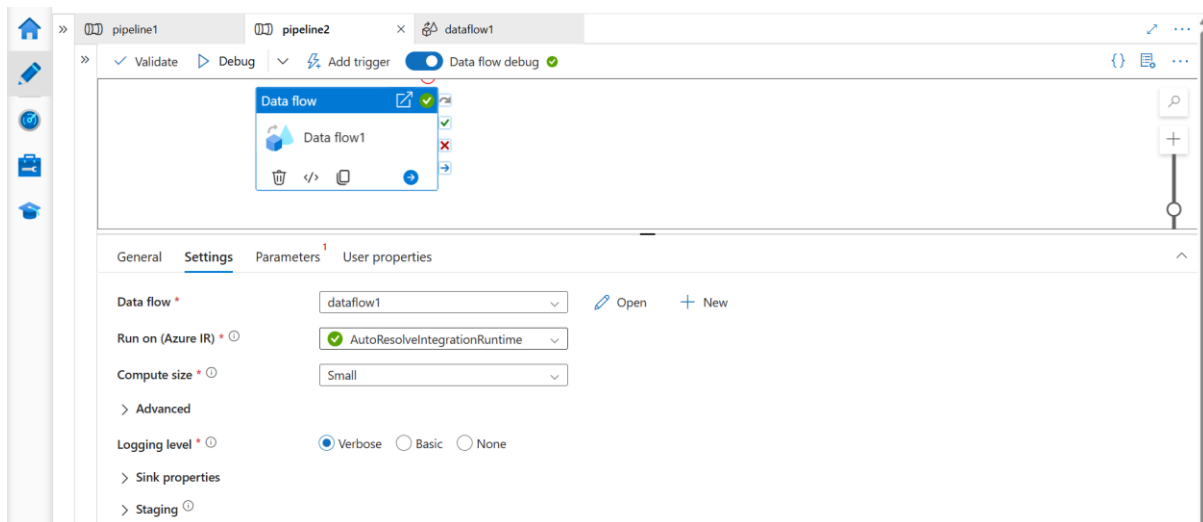 pipeline1 pipeline2 dataflow1
Validate Debug Add trigger Data flow debug
Data flow
Data flow1
General Settings Parameters 1 User properties
Data flow * dataflow1 Open New
Run on (Azure IR) * AutoResolveIntegrationRuntime
Compute size * Small
Advanced
Logging level * Verbose Basic None
Sink properties
Staging